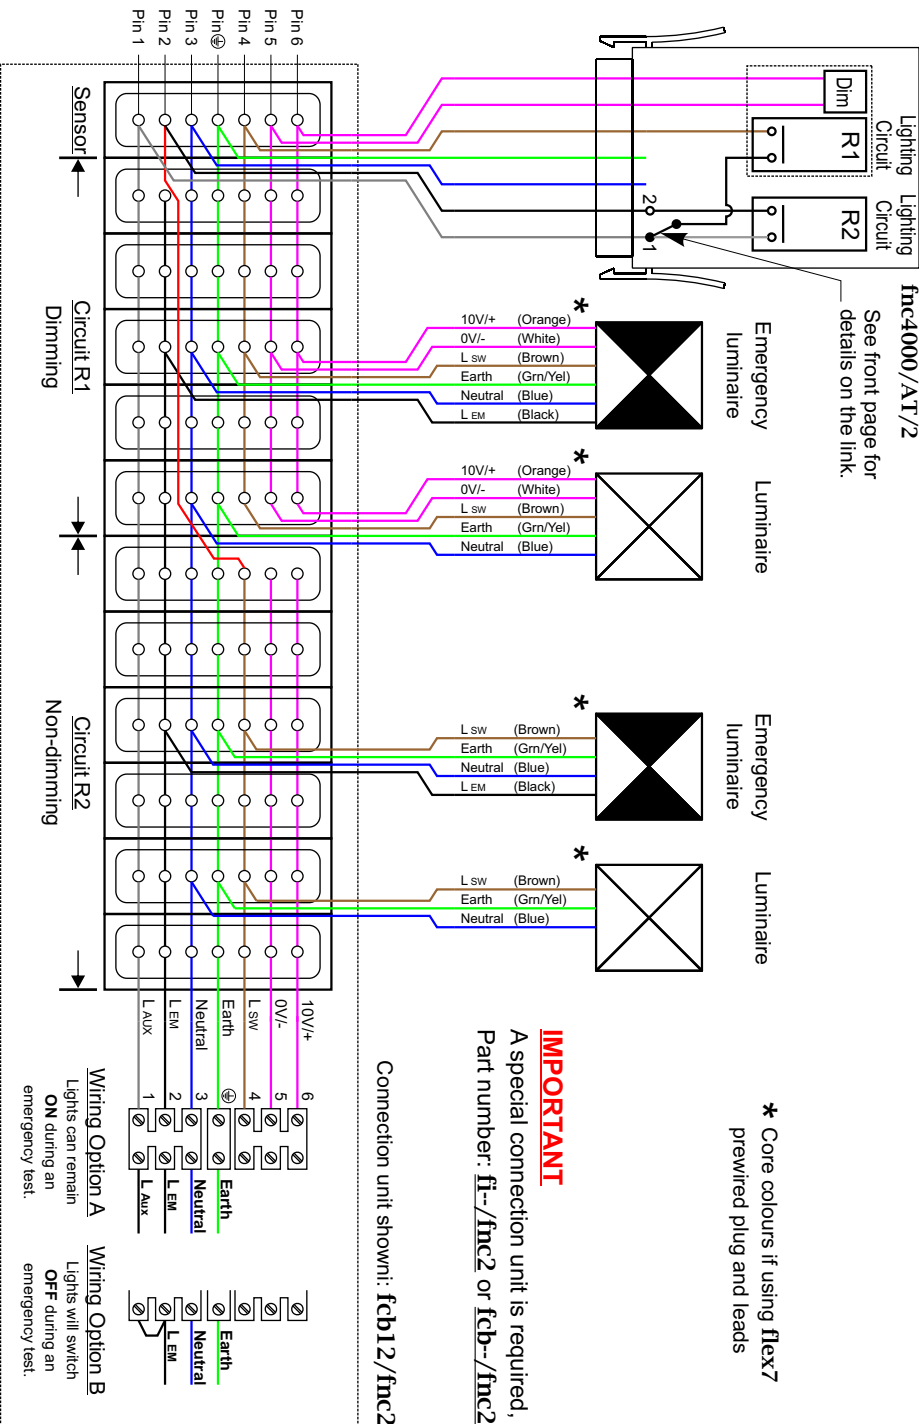 fnc4000/AT/2
Lighting
Circuit
Lighting
Circuit
Dim
R1
R2
2
1
See front page for
details on the link.
Emergency
luminaire
Luminaire
Emergency
luminaire
Luminaire
*
10V/+ (Orange)
0V/- (White)
L SW (Brown)
Earth (Grn/Yel)
Neutral (Blue)
L EM (Black)
*
10V/+ (Orange)
0V/- (White)
L SW (Brown)
Earth (Grn/Yel)
Neutral (Blue)
*
L SW (Brown)
Earth (Grn/Yel)
Neutral (Blue)
L EM (Black)
*
L SW (Brown)
Earth (Grn/Yel)
Neutral (Blue)
* Core colours if using flex7
prewired plug and leads
IMPORTANT
A special connection unit is required,
Part number: fi--/fnc2 or fcb--/fnc2
Connection unit showni: fcb12/fnc2
Pin 6
Pin 5
Pin 4
Pin ⏚
Pin 3
Pin 2
Pin 1
Sensor
Circuit R1
Dimming
Circuit R2
Non-dimming
10V/+
0V/-
L SW
Earth
Neutral
L EM
L AUX
6
5
4
⏚
3
2
1
Earth
Neutral
L EM
L Aux
Wiring Option A
Lights can remain
ON during an
emergency test.
Earth
Neutral
L EM
Wiring Option B
Lights will switch
OFF during an
emergency test.